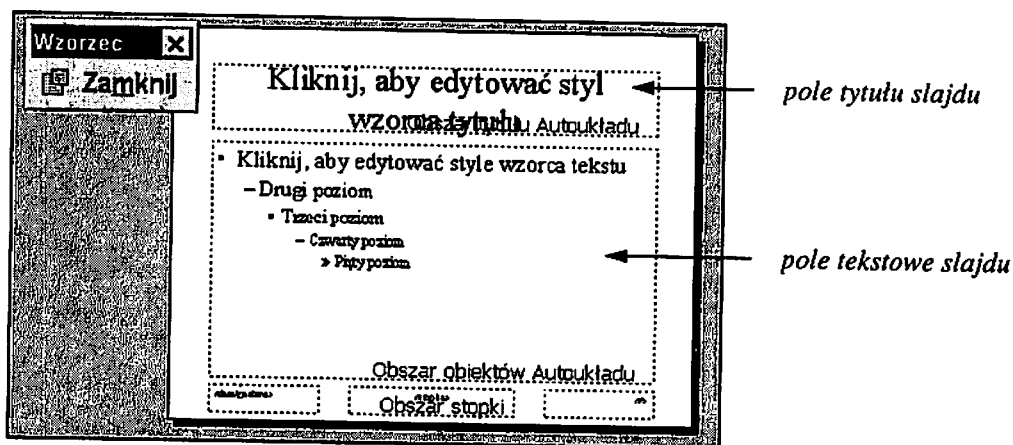 Wzorzec
Zamknij
Kliknij, aby edytować styl
wzorca tytułu Autoukładu
pole tytułu slajdu
Kliknij, aby edytować style wzorca tekstu
Drugi poziom
Trzeci poziom
Czwarty poziom
» Piąty poziom
pole tekstowe slajdu
Obszar obiektów Autoukładu
Obszar stopki